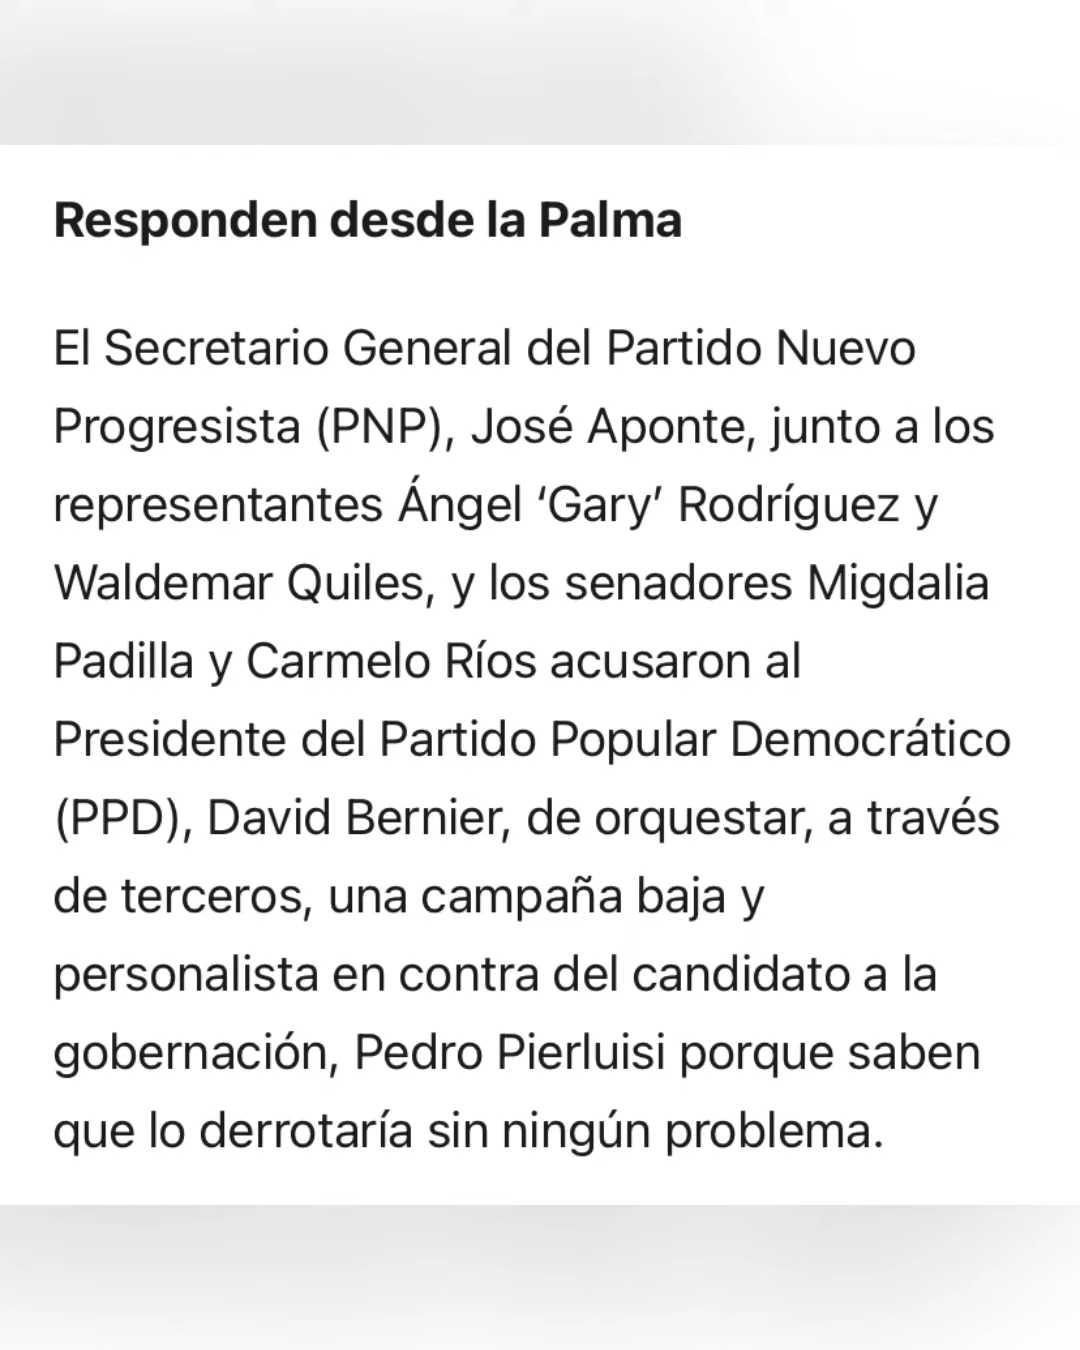 Responden desde la Palma
El Secretario General del Partido Nuevo
Progresista (PNP), José Aponte, junto a los
representantes Ángel ‘Gary’ Rodríguez y
Waldemar Quiles, y los senadores Migdalia
Padilla y Carmelo Ríos acusaron al
Presidente del Partido Popular Democrático
(PPD), David Bernier, de orquestar, a través
de terceros, una campaña baja y
personalista en contra del candidato a la
gobernación, Pedro Pierluisi porque saben
que lo derrotaría sin ningún problema.